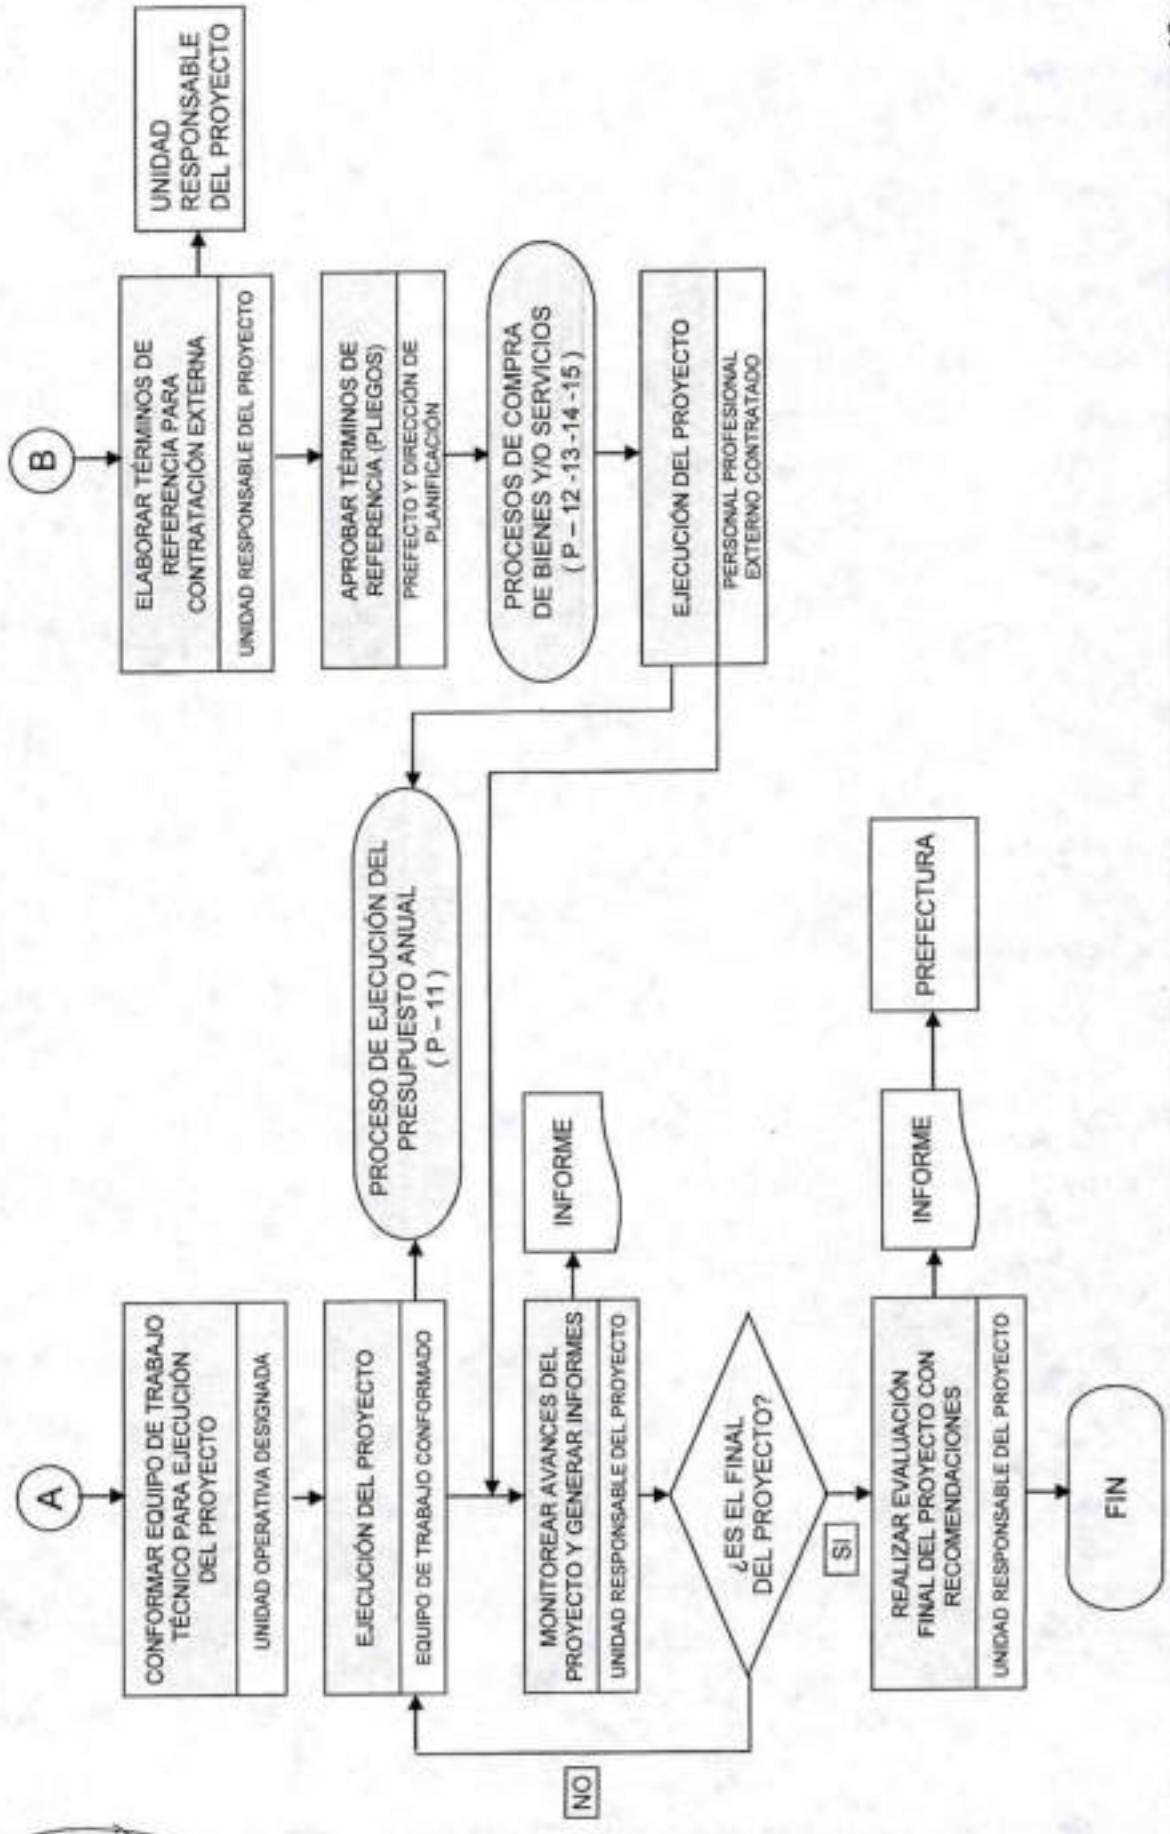 A
CONFORMAR EQUIPO DE TRABAJO
TÉCNICO PARA EJECUCIÓN
DEL PROYECTO
UNIDAD OPERATIVA DESIGNADA
EJECUCIÓN DEL PROYECTO
EQUIPO DE TRABAJO CONFORMADO
PROCESO DE EJECUCIÓN DEL
PRESUPUESTO ANUAL
( P – 11 )
MONITOREAR AVANCES DEL
PROYECTO Y GENERAR INFORMES
UNIDAD RESPONSABLE DEL PROYECTO
INFORME
¿ES EL FINAL
DEL PROYECTO?
NO
SI
REALIZAR EVALUACIÓN
FINAL DEL PROYECTO CON
RECOMENDACIONES
UNIDAD RESPONSABLE DEL PROYECTO
INFORME
PREFECTURA
FIN
B
ELABORAR TÉRMINOS DE
REFERENCIA PARA
CONTRATACIÓN EXTERNA
UNIDAD RESPONSABLE DEL PROYECTO
UNIDAD
RESPONSABLE
DEL PROYECTO
APROBAR TÉRMINOS DE
REFERENCIA (PLIEGOS)
PREFECTO Y DIRECCIÓN DE
PLANIFICACIÓN
PROCESOS DE COMPRA
DE BIENES Y/O SERVICIOS
( P – 12 -13 -14 -15 )
EJECUCIÓN DEL PROYECTO
PERSONAL PROFESIONAL
EXTERNO CONTRATADO